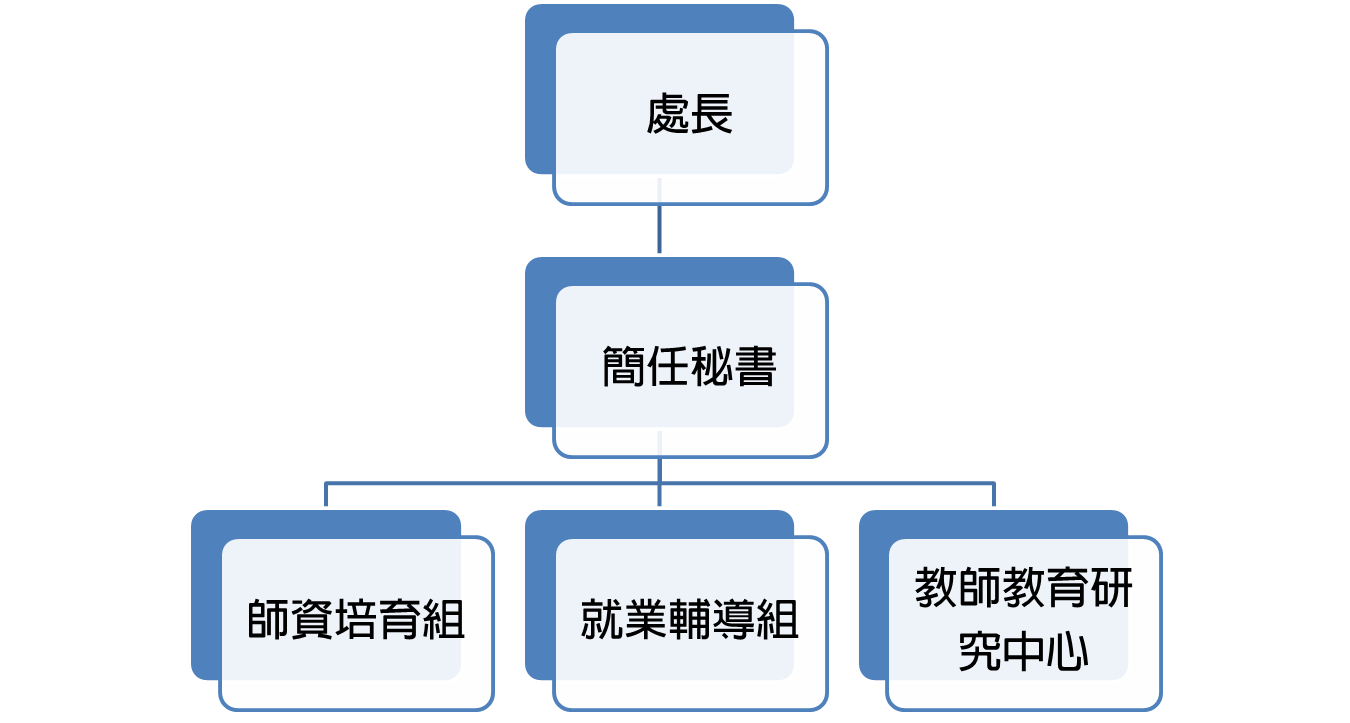 處長
簡任秘書
師資培育組
就業輔導組
教師教育研
究中心